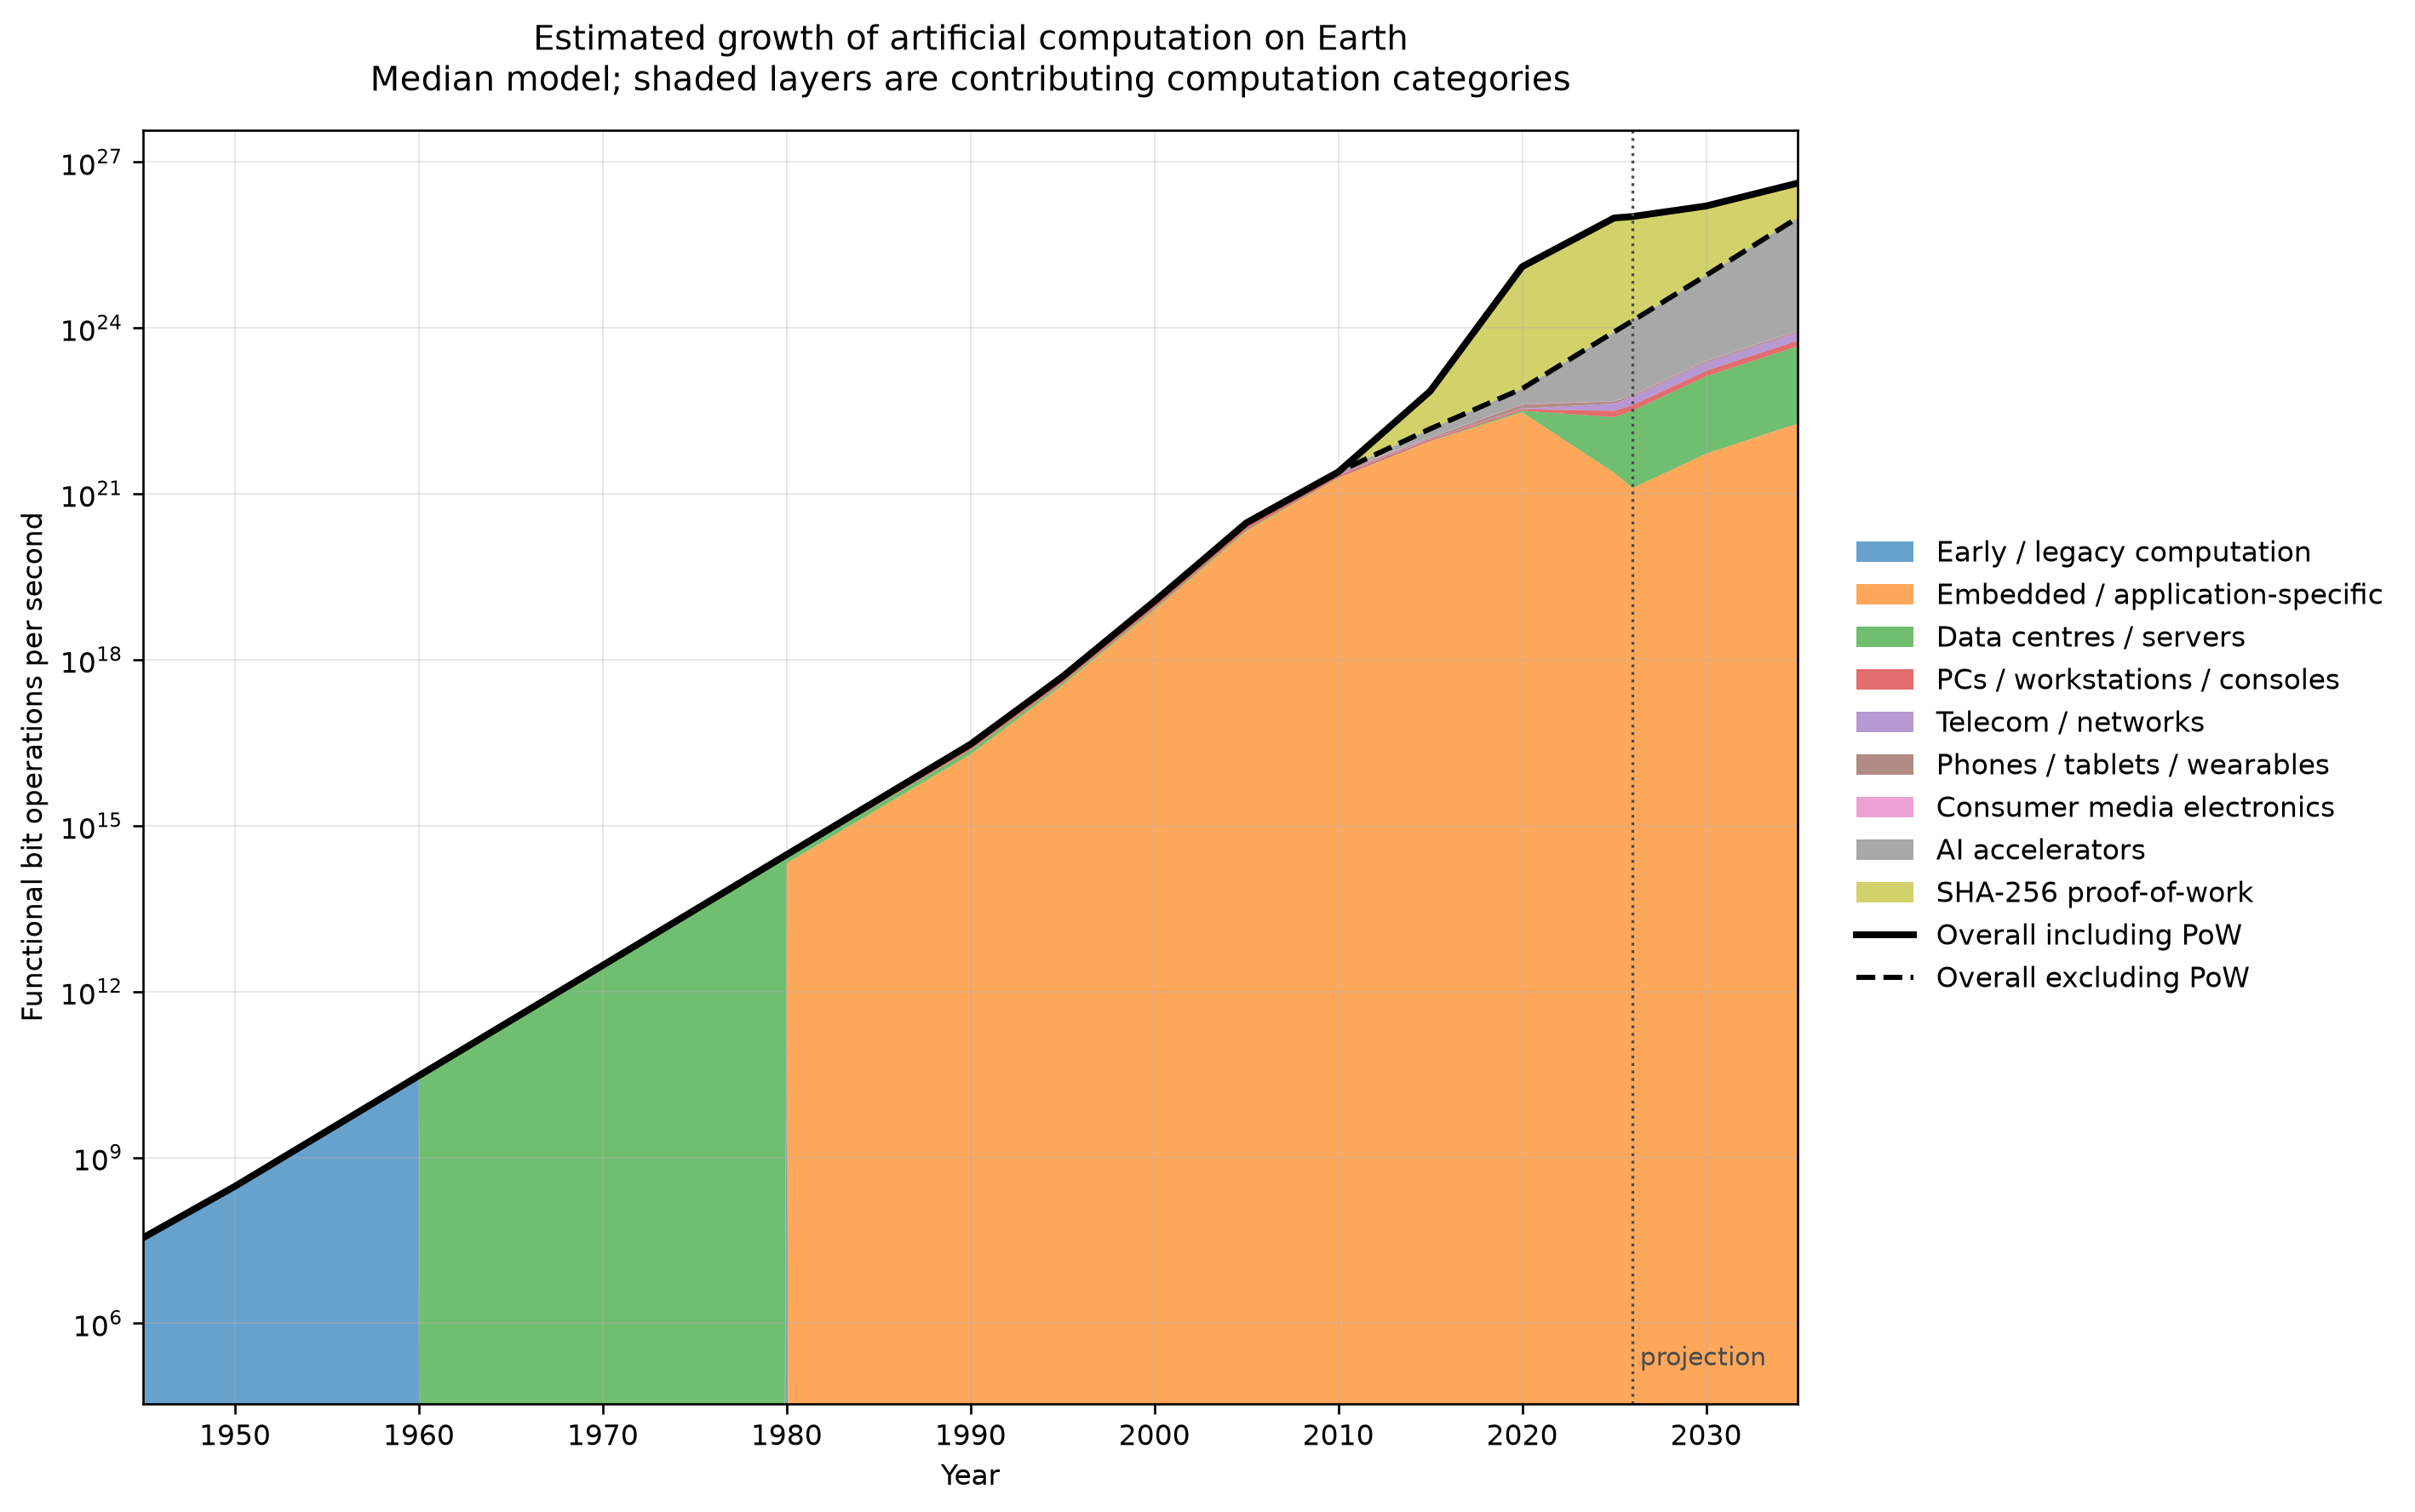 Estimated growth of artificial computation on Earth
Median model; shaded layers are contributing computation categories
Functional bit operations per second
10^27
10^24
10^21
10^18
10^15
10^12
10^9
10^6
projection
1950 1960 1970 1980 1990 2000 2010 2020 2030
Year
Early / legacy computation
Embedded / application-specific
Data centres / servers
PCs / workstations / consoles
Telecom / networks
Phones / tablets / wearables
Consumer media electronics
AI accelerators
SHA-256 proof-of-work
Overall including PoW
Overall excluding PoW